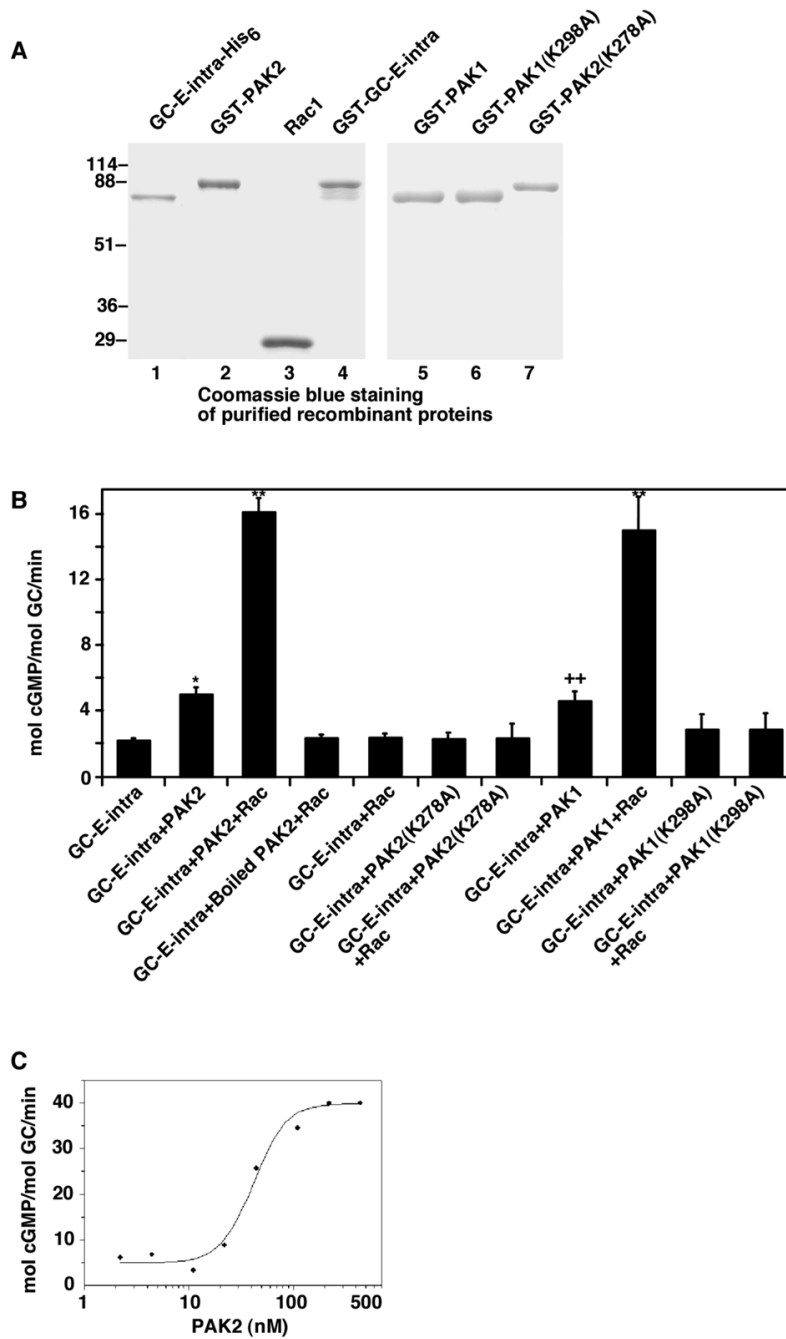 A
GC-E-intra-His6
GST-PAK2
Rac1
GST-GC-E-intra
GST-PAK1
GST-PAK1(K298A)
GST-PAK2(K278A)
114–
88–
51–
36–
29–
1 2 3 4 5 6 7
Coomassie blue staining
of purified recombinant proteins
B
mol cGMP/mol GC/min
16
12
8
4
0
*
**
++
**
GC-E-intra
GC-E-intra+PAK2
GC-E-intra+PAK2+Rac
GC-E-intra+Boiled PAK2+Rac
GC-E-intra+Rac
GC-E-intra+PAK2(K278A)
GC-E-intra+PAK2(K278A)
+Rac
GC-E-intra+PAK1
GC-E-intra+PAK1+Rac
GC-E-intra+PAK1(K298A)
GC-E-intra+PAK1(K298A)
+Rac
C
mol cGMP/mol GC/min
40
30
20
10
0
1 10 100 500
PAK2 (nM)